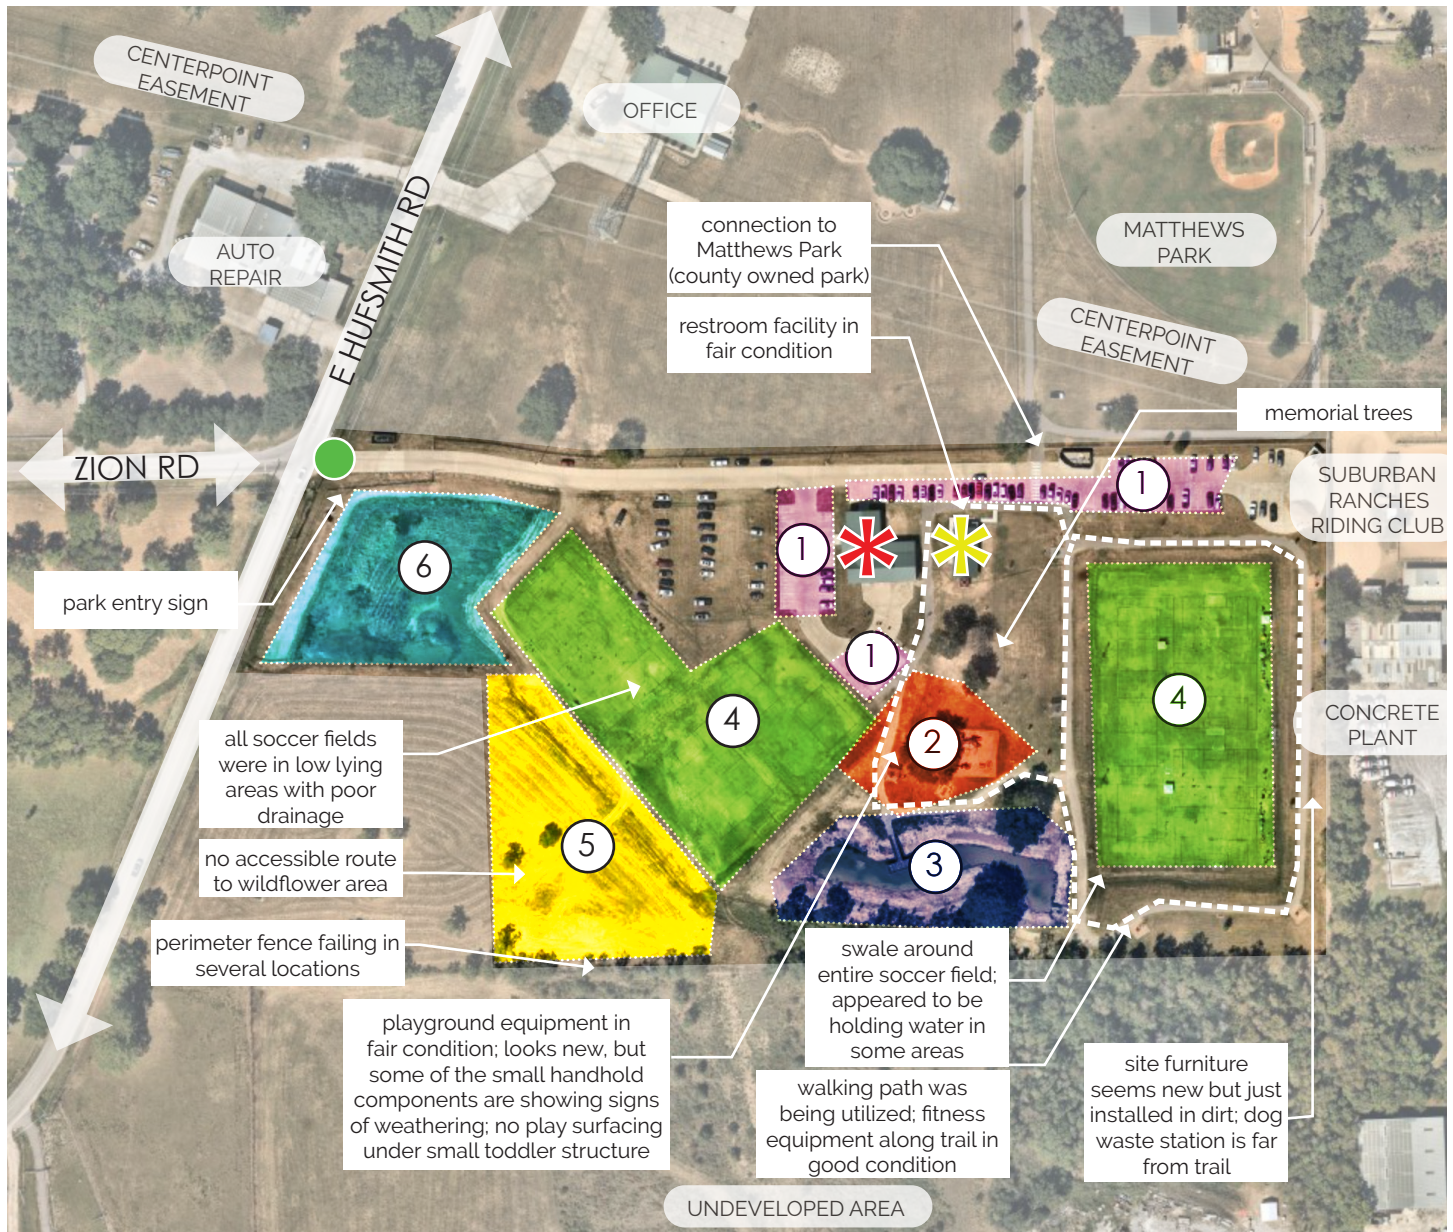 CENTERPOINT
EASEMENT
OFFICE
AUTO
REPAIR
E HUFSMITH RD
ZION RD
connection to
Matthews Park
(county owned park)
restroom facility in
fair condition
MATTHEWS
PARK
CENTERPOINT
EASEMENT
memorial trees
SUBURBAN
RANCHES
RIDING CLUB
CONCRETE
PLANT
park entry sign
6
1
1
1
4
4
2
5
3
all soccer fields
were in low lying
areas with poor
drainage
no accessible route
to wildflower area
perimeter fence failing in
several locations
playground equipment in
fair condition; looks new, but
some of the small handhold
components are showing signs
of weathering; no play surfacing
under small toddler structure
swale around
entire soccer field;
appeared to be
holding water in
some areas
walking path was
being utilized; fitness
equipment along trail in
good condition
site furniture
seems new but just
installed in dirt; dog
waste station is far
from trail
UNDEVELOPED AREA